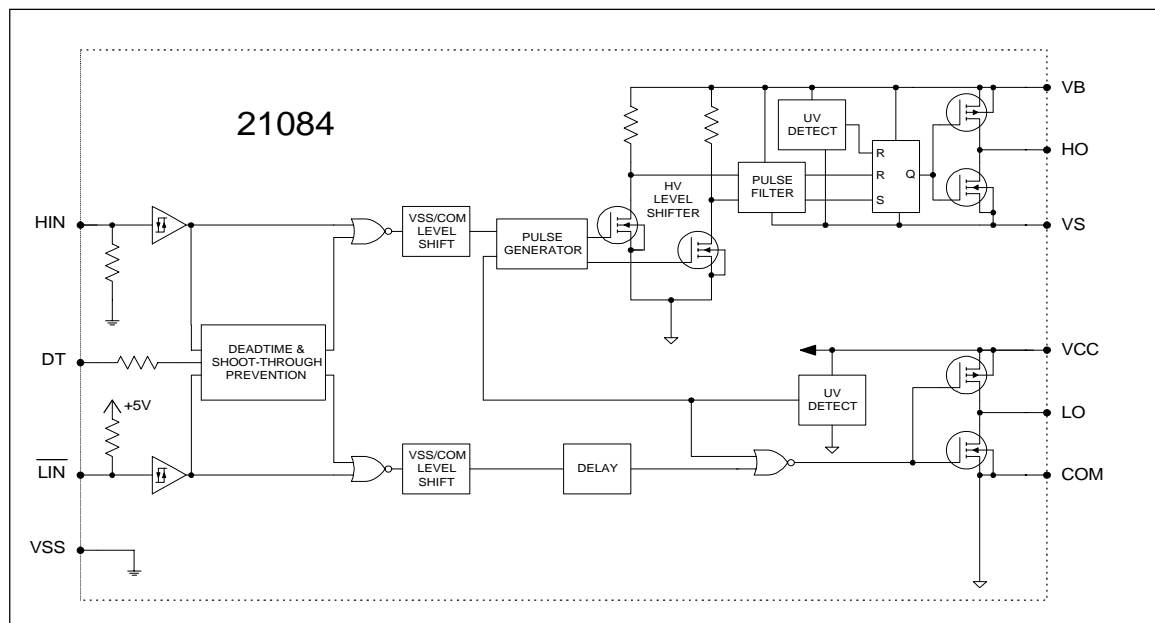 21084
VB
UV
DETECT
HO
R
R
Q
S
PULSE
FILTER
HV
LEVEL
SHIFTER
VS
HIN
VSS/COM
LEVEL
SHIFT
PULSE
GENERATOR
DT
DEADTIME &
SHOOT-THROUGH
PREVENTION
VCC
UV
DETECT
+5V
LO
LIN
VSS/COM
LEVEL
SHIFT
DELAY
COM
VSS